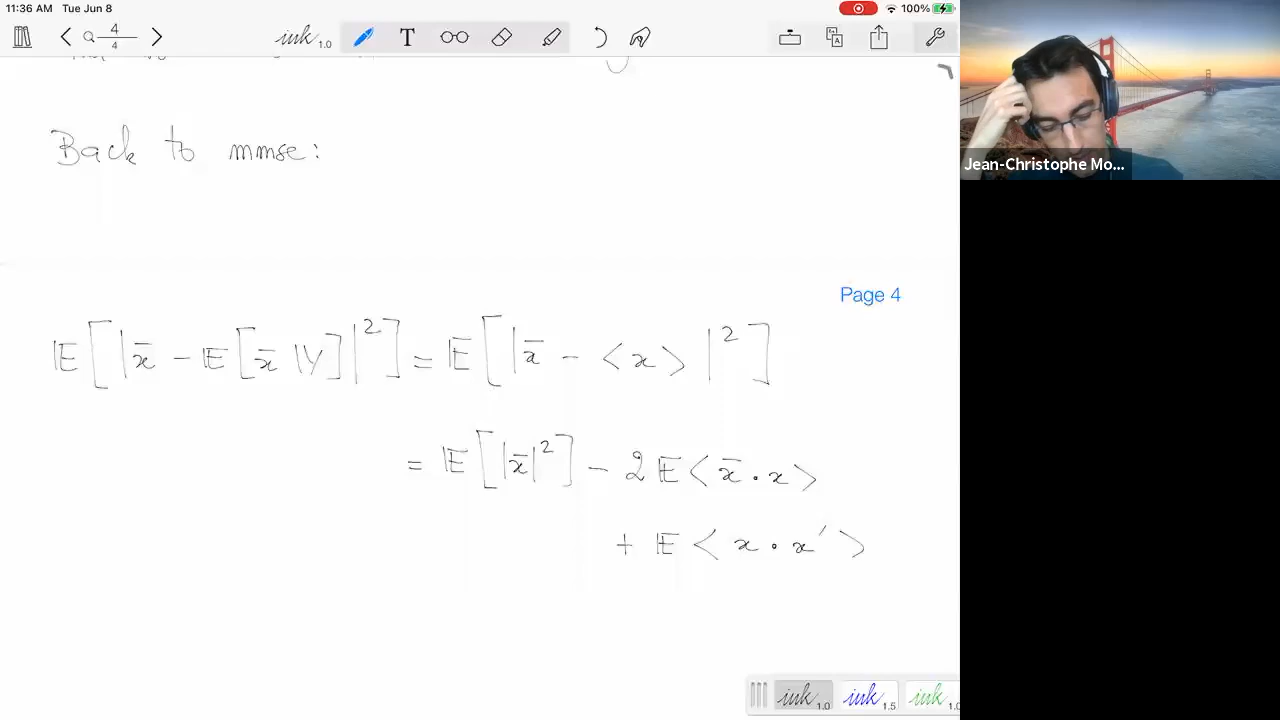 11:36 AM Tue Jun 8
100%
4
4
ink 1.0
T
Back to mmse:
Jean-Christophe Mo...
Page 4
𝔼[|x̄ − 𝔼[x̄|Y]|²] = 𝔼[|x̄ − <x>|²]
= 𝔼[|x̄|²] − 2𝔼<x̄ · x>
+ 𝔼<x · x′>
ink 1.0 ink 1.5 ink 1.0